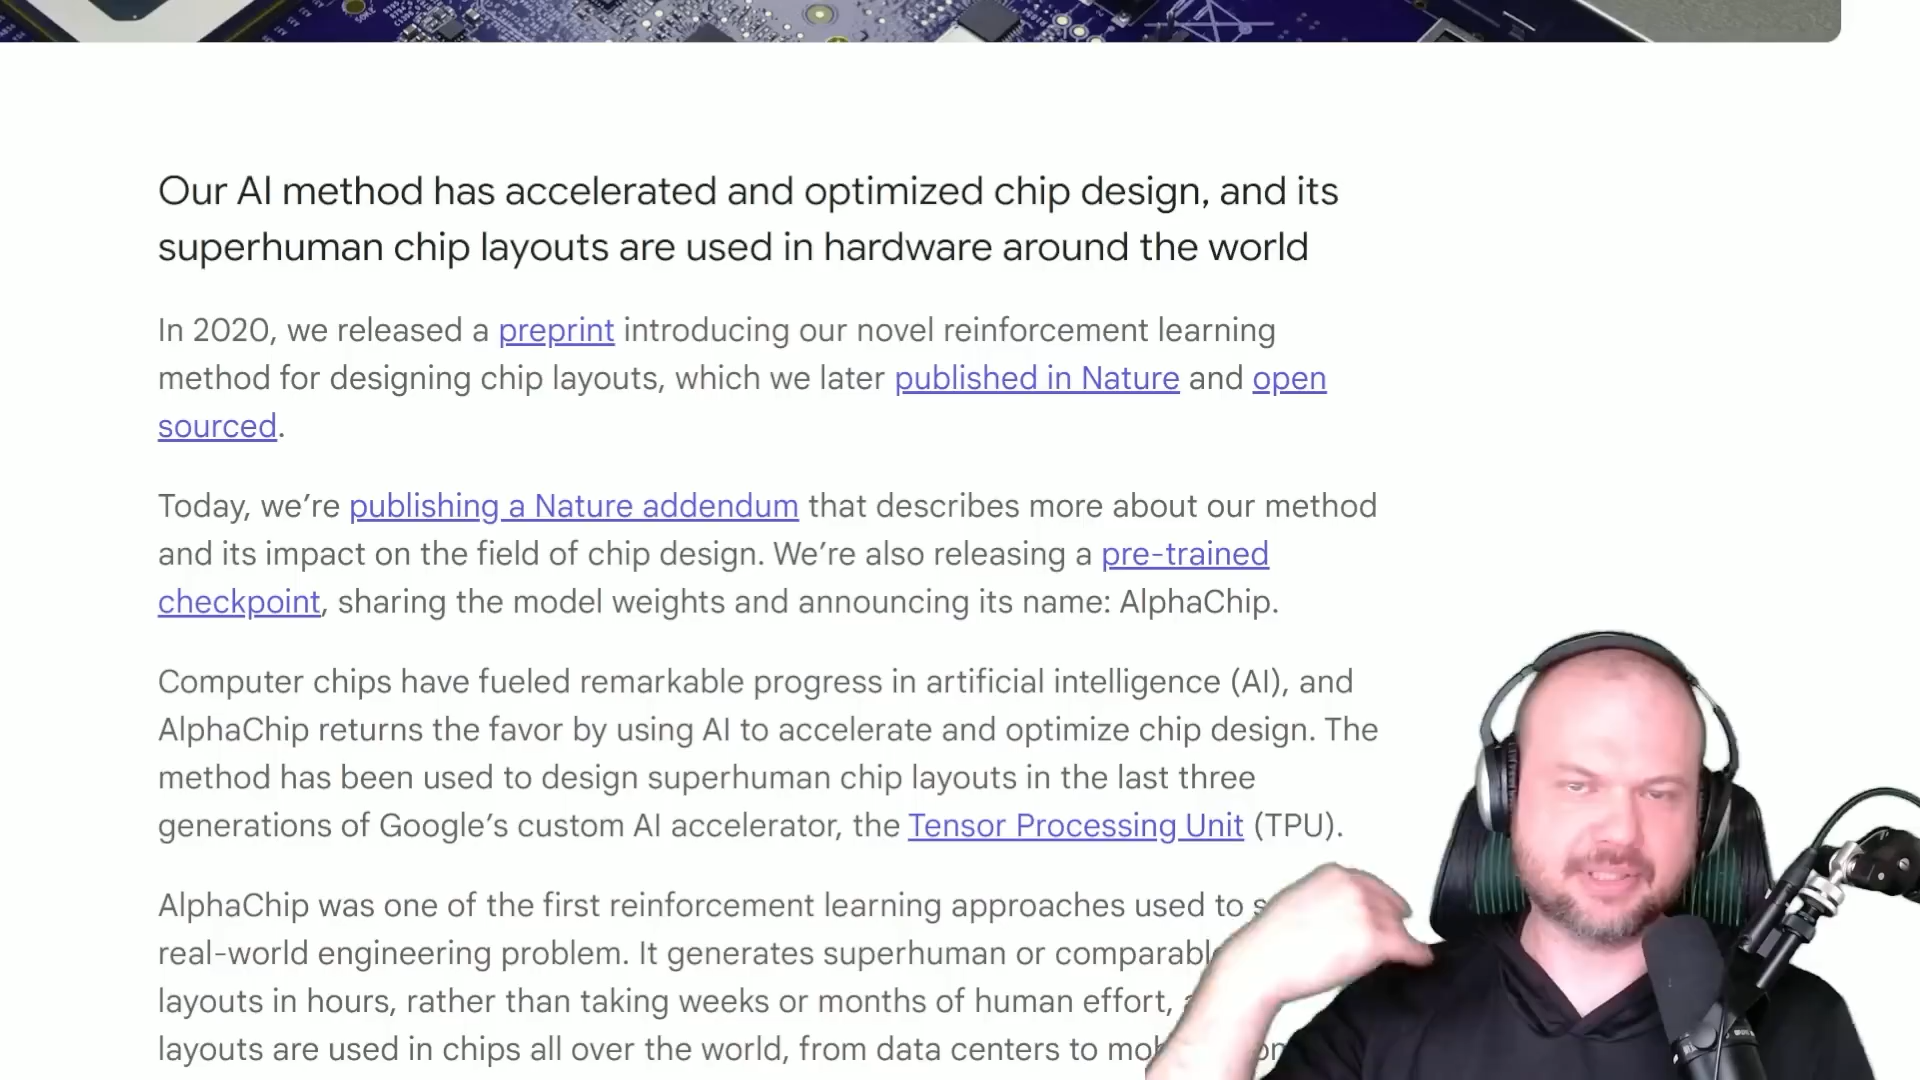 Our AI method has accelerated and optimized chip design, and its
superhuman chip layouts are used in hardware around the world
In 2020, we released a preprint introducing our novel reinforcement learning
method for designing chip layouts, which we later published in Nature and open
sourced.
Today, we’re publishing a Nature addendum that describes more about our method
and its impact on the field of chip design. We’re also releasing a pre-trained
checkpoint, sharing the model weights and announcing its name: AlphaChip.
Computer chips have fueled remarkable progress in artificial intelligence (AI), and
AlphaChip returns the favor by using AI to accelerate and optimize chip design. The
method has been used to design superhuman chip layouts in the last three
generations of Google’s custom AI accelerator, the Tensor Processing Unit (TPU).
AlphaChip was one of the first reinforcement learning approaches used to
real-world engineering problem. It generates superhuman or
layouts in hours, rather than taking weeks or months of human effort,
layouts are used in chips all over the world, from data centers to